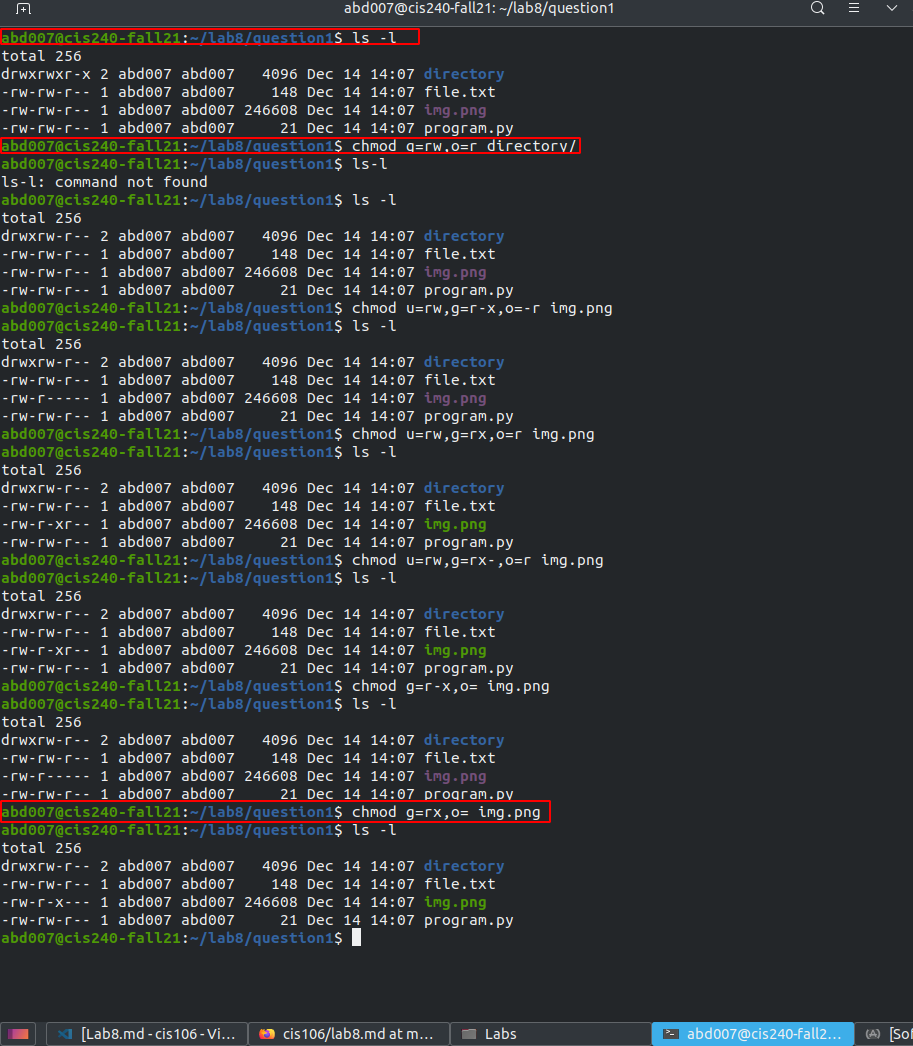 abd007@cis240-fall21: ~/lab8/question1
abd007@cis240-fall21:~/lab8/question1$ ls -l
total 256
drwxrwxr-x 2 abd007 abd007   4096 Dec 14 14:07 directory
-rw-rw-r-- 1 abd007 abd007    148 Dec 14 14:07 file.txt
-rw-rw-r-- 1 abd007 abd007 246608 Dec 14 14:07 img.png
-rw-rw-r-- 1 abd007 abd007     21 Dec 14 14:07 program.py
abd007@cis240-fall21:~/lab8/question1$ chmod g=rw,o=r directory/
abd007@cis240-fall21:~/lab8/question1$ ls-l
ls-l: command not found
abd007@cis240-fall21:~/lab8/question1$ ls -l
total 256
drwxrw-r-- 2 abd007 abd007   4096 Dec 14 14:07 directory
-rw-rw-r-- 1 abd007 abd007    148 Dec 14 14:07 file.txt
-rw-rw-r-- 1 abd007 abd007 246608 Dec 14 14:07 img.png
-rw-rw-r-- 1 abd007 abd007     21 Dec 14 14:07 program.py
abd007@cis240-fall21:~/lab8/question1$ chmod u=rw,g=r-x,o=-r img.png
abd007@cis240-fall21:~/lab8/question1$ ls -l
total 256
drwxrw-r-- 2 abd007 abd007   4096 Dec 14 14:07 directory
-rw-rw-r-- 1 abd007 abd007    148 Dec 14 14:07 file.txt
-rw-r----- 1 abd007 abd007 246608 Dec 14 14:07 img.png
-rw-rw-r-- 1 abd007 abd007     21 Dec 14 14:07 program.py
abd007@cis240-fall21:~/lab8/question1$ chmod u=rw,g=rx,o=r img.png
abd007@cis240-fall21:~/lab8/question1$ ls -l
total 256
drwxrw-r-- 2 abd007 abd007   4096 Dec 14 14:07 directory
-rw-rw-r-- 1 abd007 abd007    148 Dec 14 14:07 file.txt
-rw-r-xr-- 1 abd007 abd007 246608 Dec 14 14:07 img.png
-rw-rw-r-- 1 abd007 abd007     21 Dec 14 14:07 program.py
abd007@cis240-fall21:~/lab8/question1$ chmod u=rw,g=rx-,o=r img.png
abd007@cis240-fall21:~/lab8/question1$ ls -l
total 256
drwxrw-r-- 2 abd007 abd007   4096 Dec 14 14:07 directory
-rw-rw-r-- 1 abd007 abd007    148 Dec 14 14:07 file.txt
-rw-r-xr-- 1 abd007 abd007 246608 Dec 14 14:07 img.png
-rw-rw-r-- 1 abd007 abd007     21 Dec 14 14:07 program.py
abd007@cis240-fall21:~/lab8/question1$ chmod g=r-x,o= img.png
abd007@cis240-fall21:~/lab8/question1$ ls -l
total 256
drwxrw-r-- 2 abd007 abd007   4096 Dec 14 14:07 directory
-rw-rw-r-- 1 abd007 abd007    148 Dec 14 14:07 file.txt
-rw-r----- 1 abd007 abd007 246608 Dec 14 14:07 img.png
-rw-rw-r-- 1 abd007 abd007     21 Dec 14 14:07 program.py
abd007@cis240-fall21:~/lab8/question1$ chmod g=rx,o= img.png
abd007@cis240-fall21:~/lab8/question1$ ls -l
total 256
drwxrw-r-- 2 abd007 abd007   4096 Dec 14 14:07 directory
-rw-rw-r-- 1 abd007 abd007    148 Dec 14 14:07 file.txt
-rw-r-x--- 1 abd007 abd007 246608 Dec 14 14:07 img.png
-rw-rw-r-- 1 abd007 abd007     21 Dec 14 14:07 program.py
abd007@cis240-fall21:~/lab8/question1$
[Lab8.md - cis106 - Vi... cis106/lab8.md at m... Labs abd007@cis240-fall2... [Sof